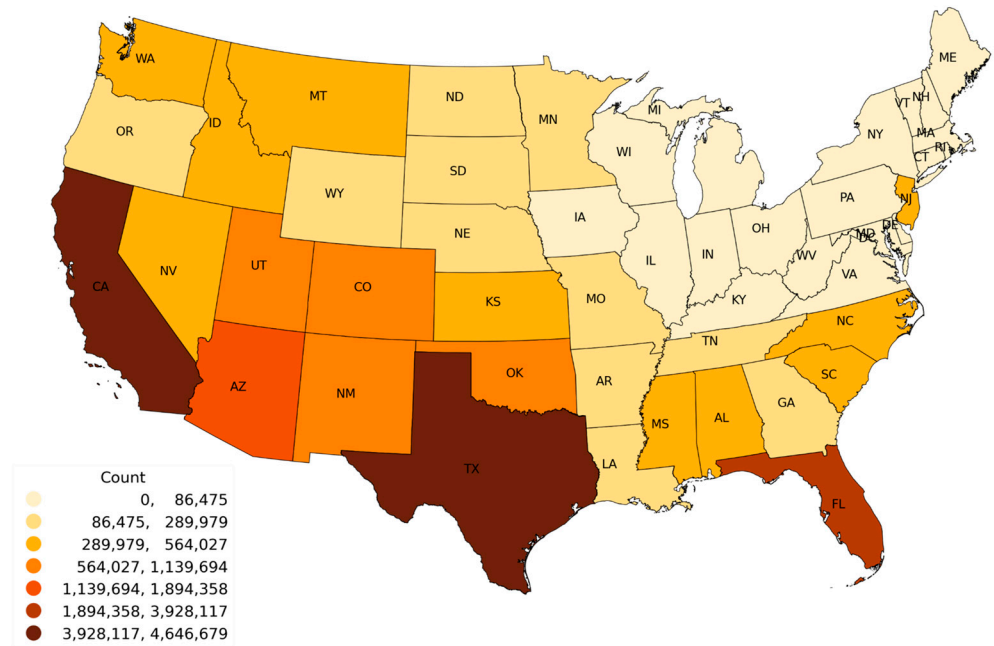 ME
WA
MT
ND
MN
MI
VT
NH
OR
ID
NY
MA
RI
CT
WI
SD
WY
PA
NJ
IA
NE
OH
DE
MD
DC
IL
IN
WV
VA
NV
UT
CO
KS
MO
KY
CA
NC
TN
OK
SC
AZ
NM
AR
GA
MS
AL
LA
TX
FL
Count
0, 86,475
86,475, 289,979
289,979, 564,027
564,027, 1,139,694
1,139,694, 1,894,358
1,894,358, 3,928,117
3,928,117, 4,646,679